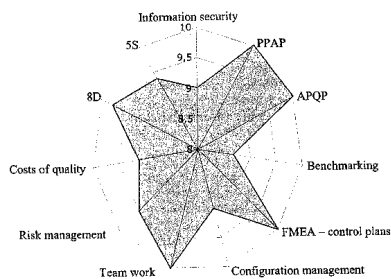 Information security
10
5S
PPAP
9,5
8D
9
APQP
8,5
8
Costs of quality
Benchmarking
Risk management
FMEA – control plans
Team work
Configuration management